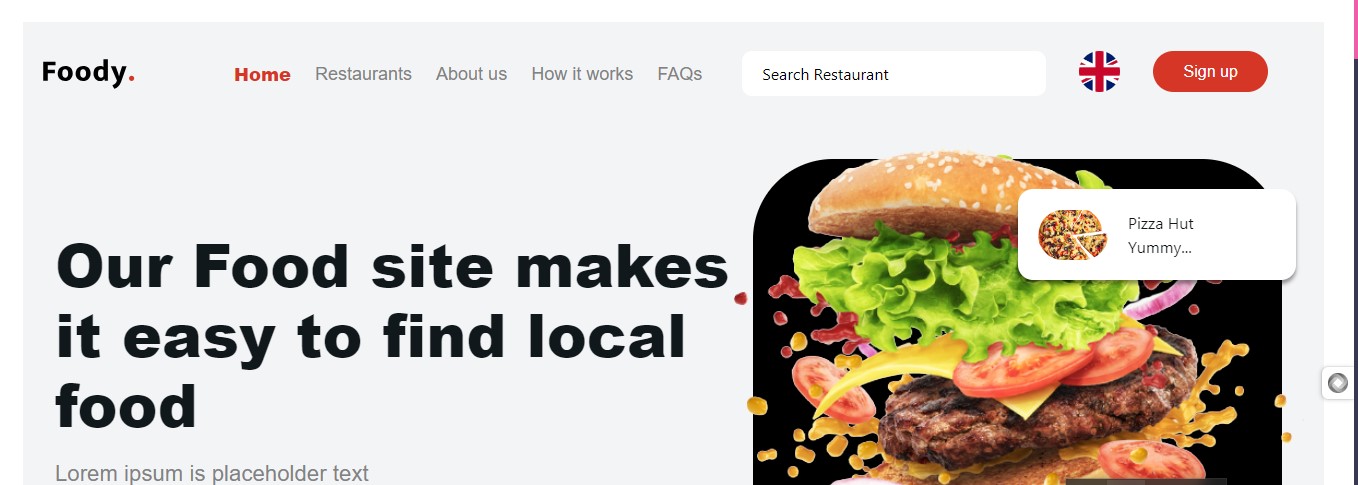 Foody.
Home Restaurants About us How it works FAQs
Search Restaurant
Sign up
Our Food site makes
it easy to find local
food
Lorem ipsum is placeholder text
Pizza Hut
Yummy...